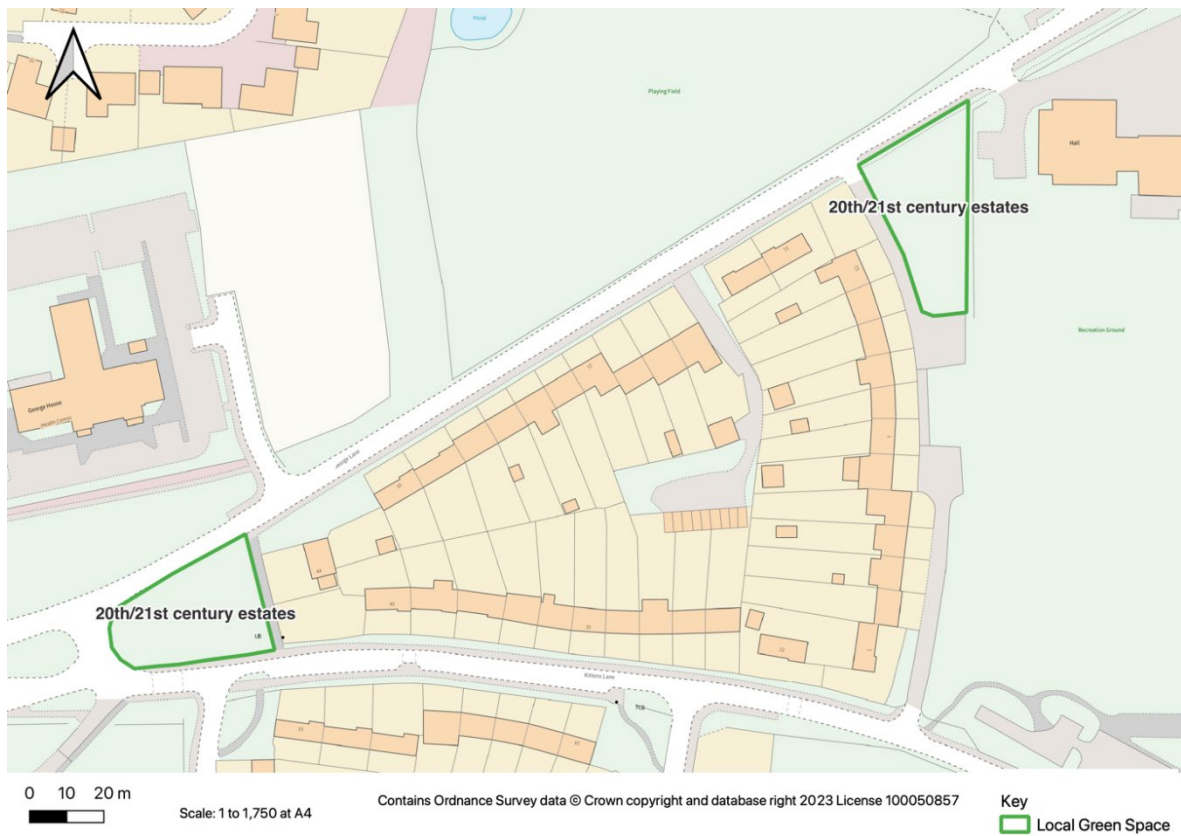 Pond
Playing Field
Hall
20th/21st century estates
Recreation Ground
George House
Health Centre
George Lane
20th/21st century estates
LB
Kittens Lane
TCB
0 10 20 m
Scale: 1 to 1,750 at A4
Contains Ordnance Survey data © Crown copyright and database right 2023 License 100050857
Key
Local Green Space